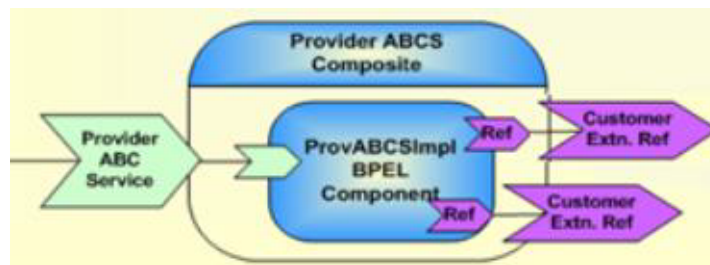 Provider ABCS
Composite
Provider
ABC
Service
ProvABCSImpl
BPEL
Component
Ref
Customer
Extn. Ref
Ref
Customer
Extn. Ref